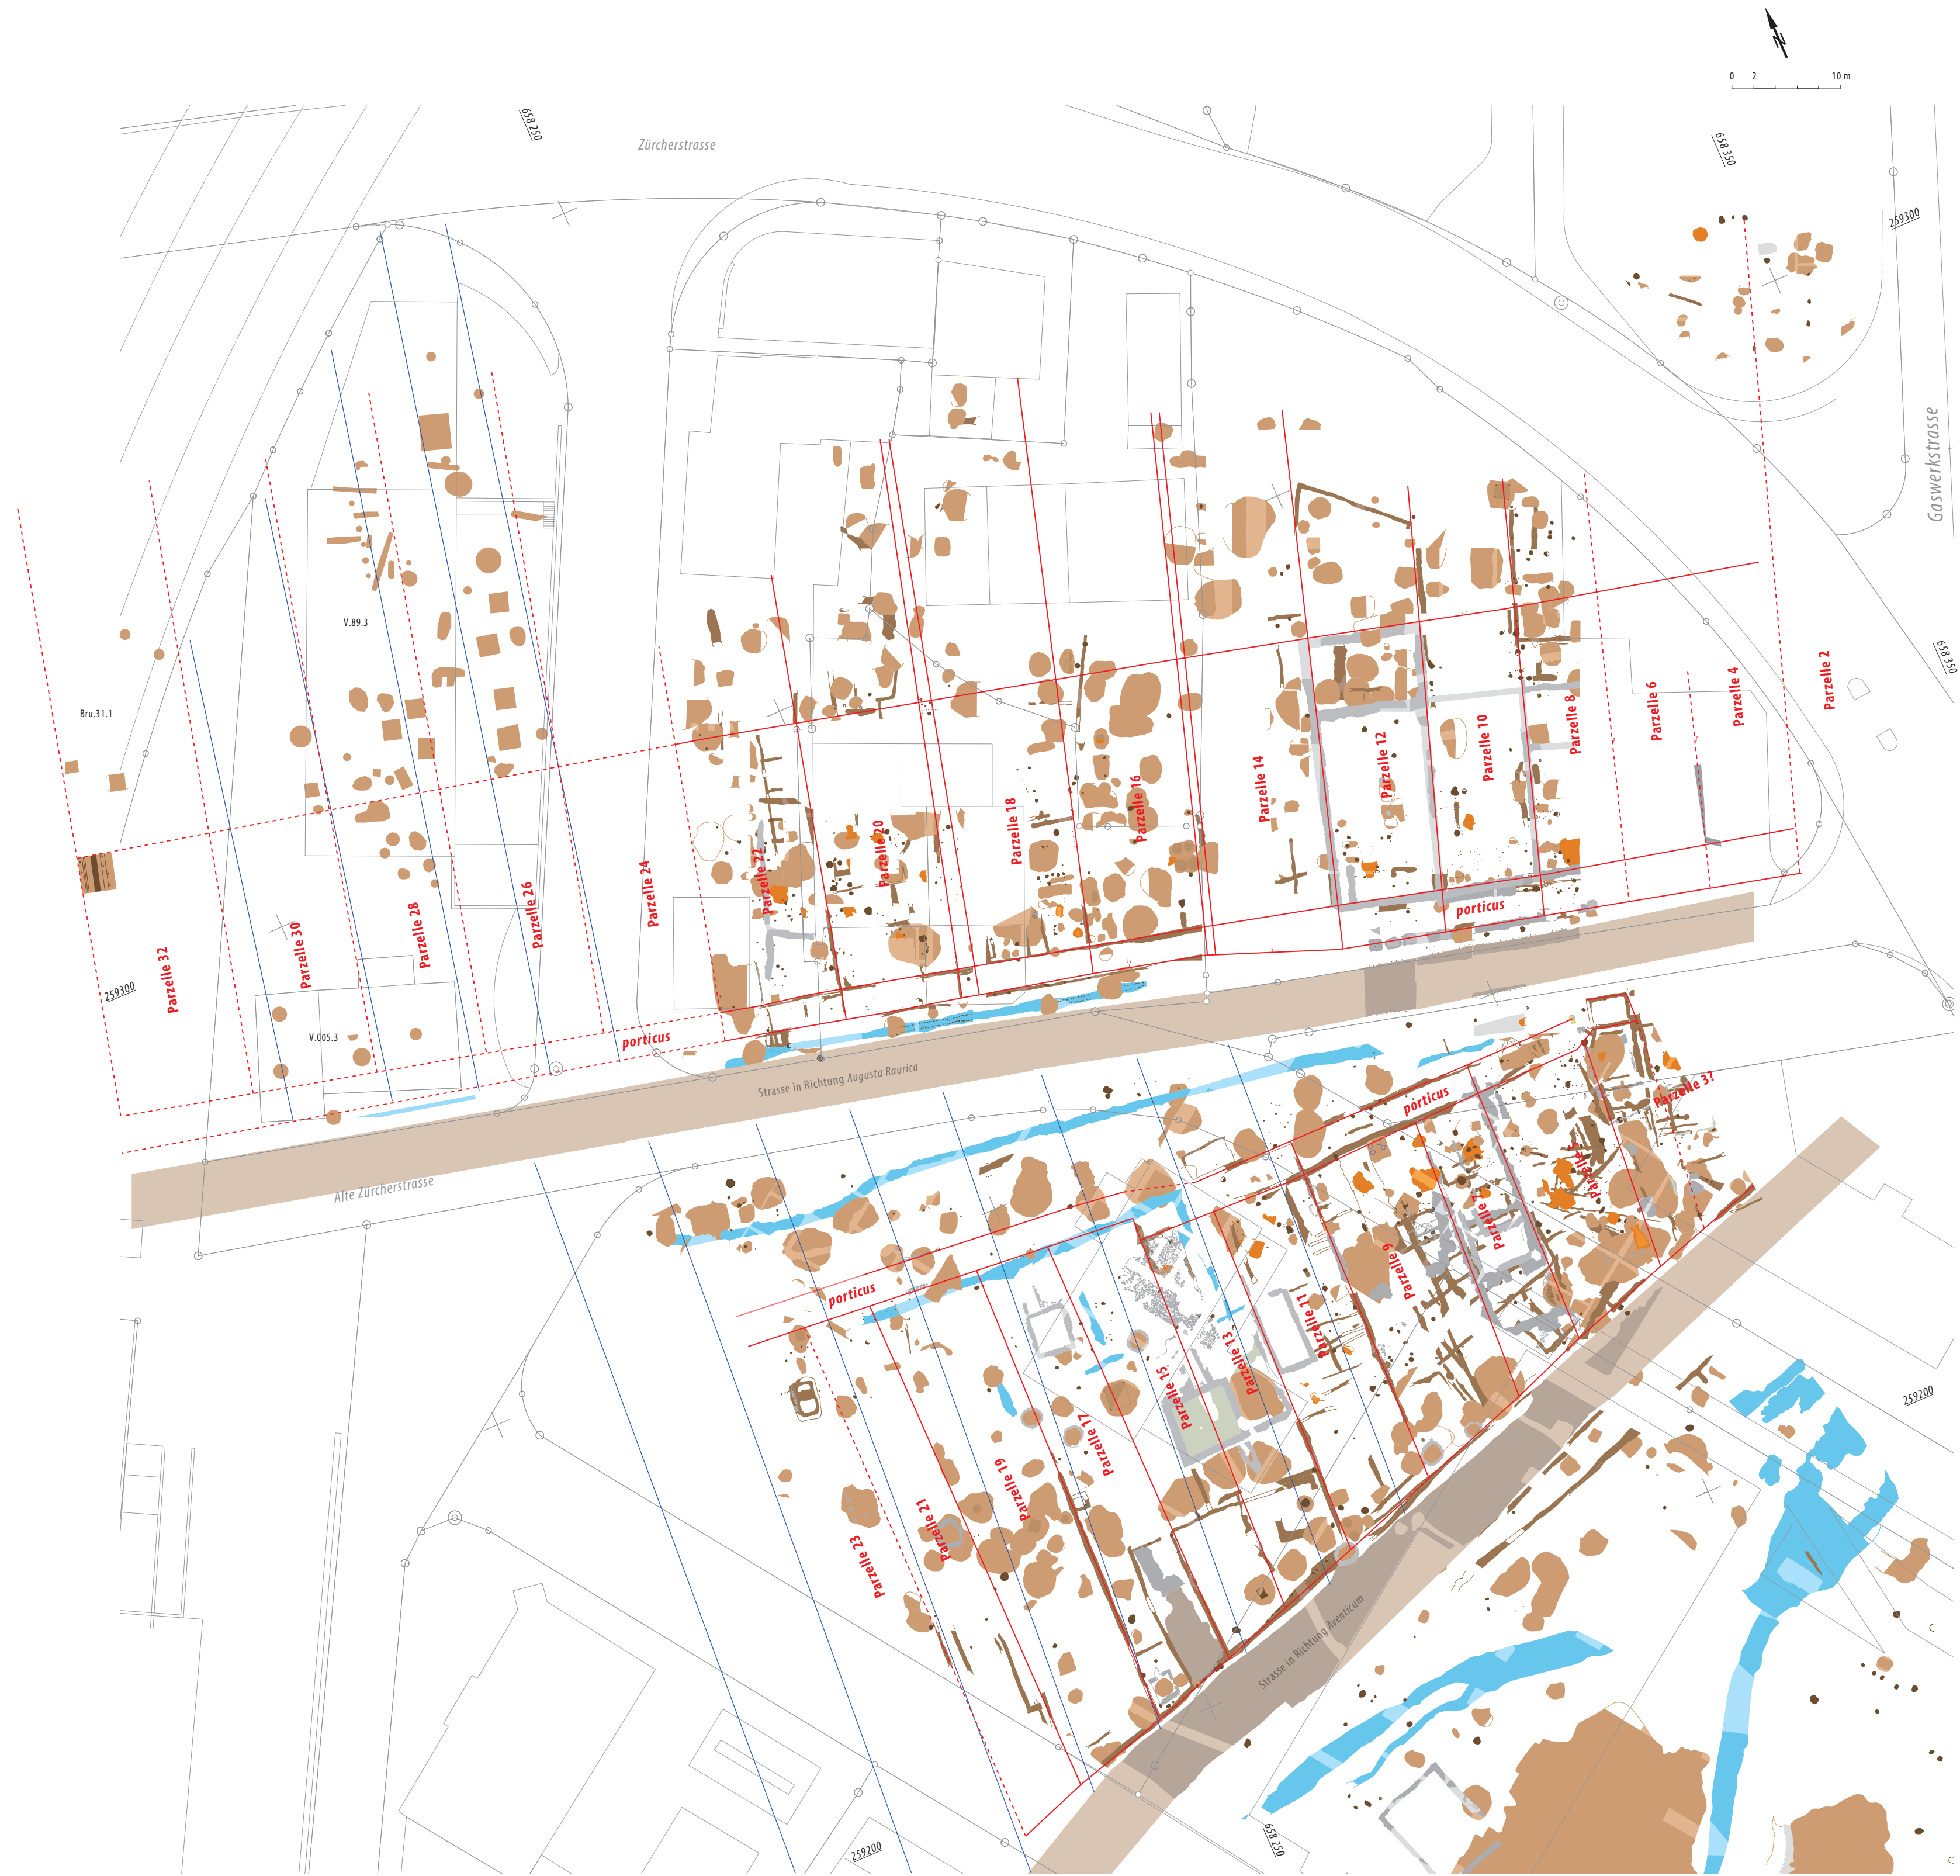 N
0 2 10 m
658 250
Zürcherstrasse
658 350
259300
Gaswerkstrasse
V.89.3
658 350
Bru.31.1
Parzelle 2
Parzelle 4
Parzelle 6
Parzelle 8
Parzelle 10
Parzelle 12
Parzelle 14
Parzelle 16
Parzelle 18
Parzelle 20
Parzelle 22
Parzelle 24
Parzelle 26
Parzelle 28
Parzelle 30
Parzelle 32
porticus
259300
V.005.3
porticus
Strasse in Richtung Augusta Raurica
Alte Zürcherstrasse
Parzelle 3?
porticus
porticus
Parzelle 7
Parzelle 9
Parzelle 11
Parzelle 13
Parzelle 15
Parzelle 17
Parzelle 19
Parzelle 21
Parzelle 23
259200
Strasse in Richtung Aventicum
658 250
259200